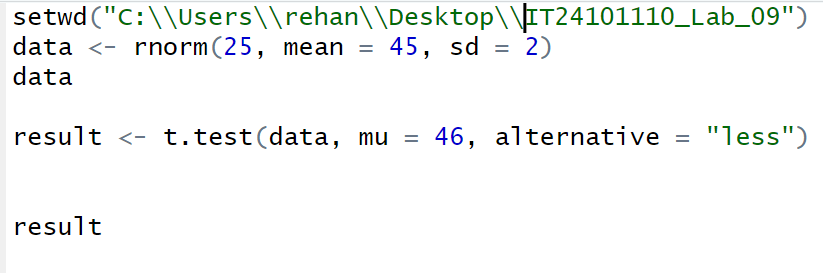 setwd("C:\\Users\\rehan\\Desktop\\IT24101110_Lab_09")
data <- rnorm(25, mean = 45, sd = 2)
data
result <- t.test(data, mu = 46, alternative = "less")
result